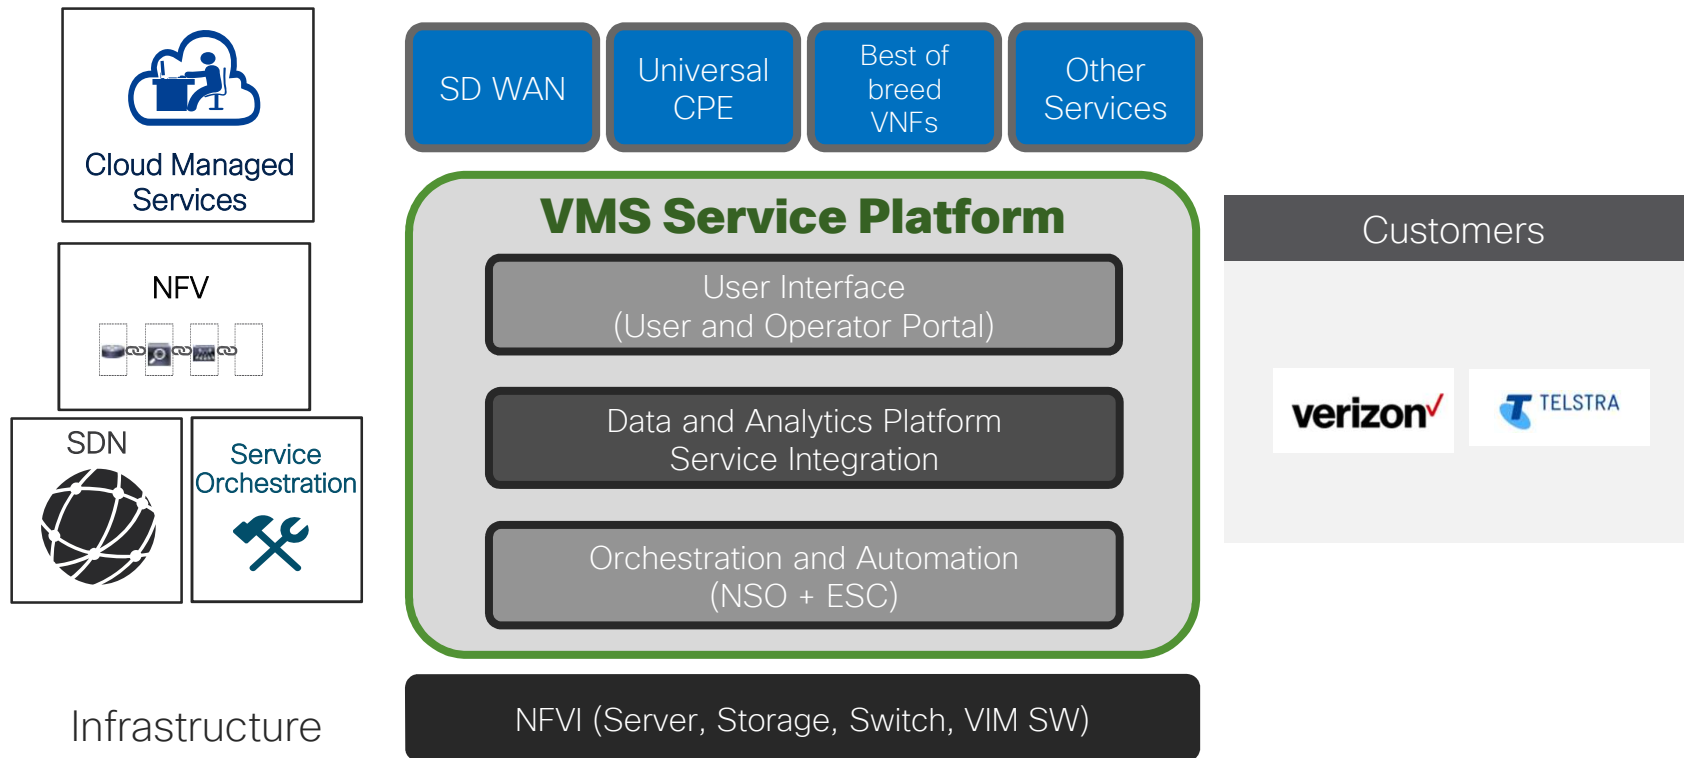 Cloud Managed
Services
NFV
SDN
Service
Orchestration
Infrastructure
SD WAN
Universal
CPE
Best of
breed
VNFs
Other
Services
VMS Service Platform
User Interface
(User and Operator Portal)
Data and Analytics Platform
Service Integration
Orchestration and Automation
(NSO + ESC)
NFVI (Server, Storage, Switch, VIM SW)
Customers
verizon
TELSTRA